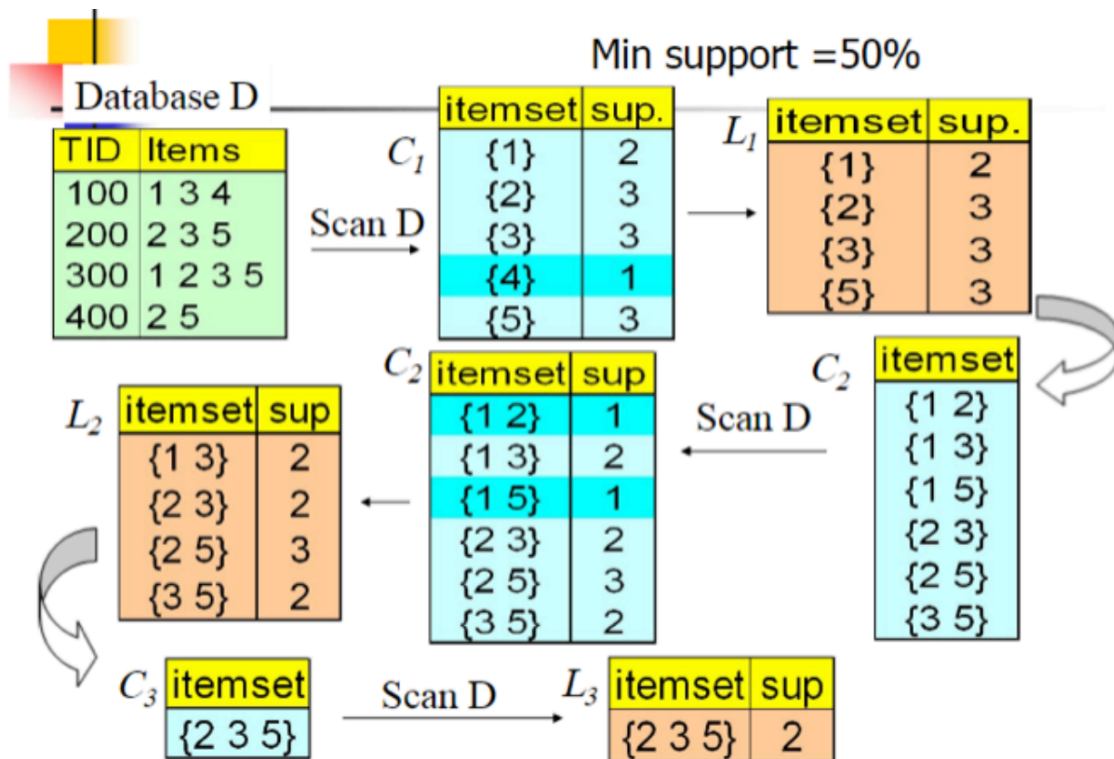 Min support =50%
Database D
TID Items
100 1 3 4
200 2 3 5
300 1 2 3 5
400 2 5
Scan D
C1
itemset sup.
{1} 2
{2} 3
{3} 3
{4} 1
{5} 3
L1
itemset sup.
{1} 2
{2} 3
{3} 3
{5} 3
C2
itemset
{1 2}
{1 3}
{1 5}
{2 3}
{2 5}
{3 5}
Scan D
C2
itemset sup
{1 2} 1
{1 3} 2
{1 5} 1
{2 3} 2
{2 5} 3
{3 5} 2
L2
itemset sup
{1 3} 2
{2 3} 2
{2 5} 3
{3 5} 2
C3
itemset
{2 3 5}
Scan D
L3
itemset sup
{2 3 5} 2